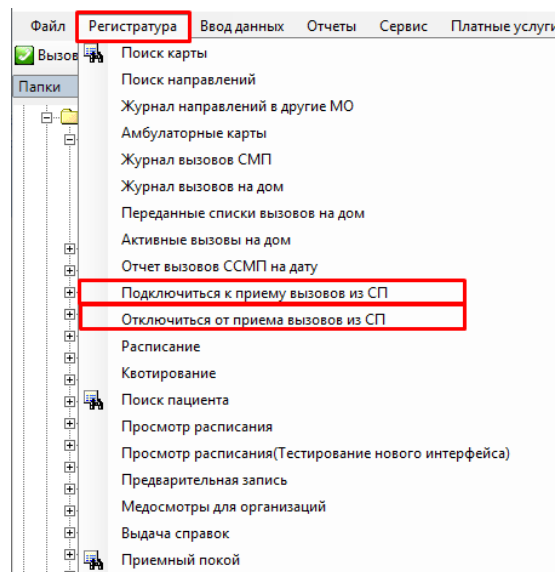 Файл Регистратура Ввод данных Отчеты Сервис Платные услуги
Вызов Поиск карты
Папки Поиск направлений
Журнал направлений в другие МО
Амбулаторные карты
Журнал вызовов СМП
Журнал вызовов на дом
Переданные списки вызовов на дом
Активные вызовы на дом
Отчет вызовов ССМП на дату
Подключиться к приему вызовов из СП
Отключиться от приема вызовов из СП
Расписание
Квотирование
Поиск пациента
Просмотр расписания
Просмотр расписания(Тестирование нового интерфейса)
Предварительная запись
Медосмотры для организаций
Выдача справок
Приемный покой